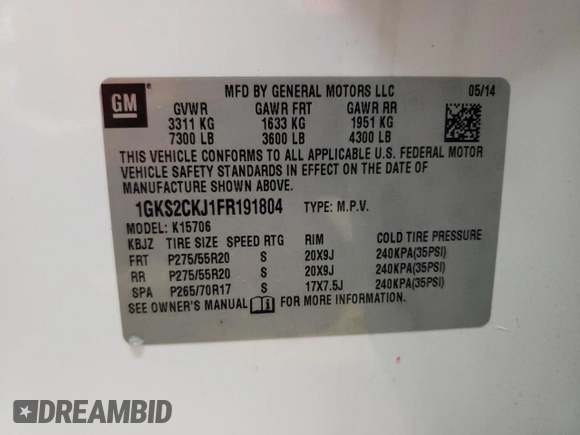 GM ®
MFD BY GENERAL MOTORS LLC 05/14
GVWR GAWR FRT GAWR RR
3311 KG 1633 KG 1951 KG
7300 LB 3600 LB 4300 LB
THIS VEHICLE CONFORMS TO ALL APPLICABLE U.S. FEDERAL MOTOR
VEHICLE SAFETY STANDARDS IN EFFECT ON THE DATE OF
MANUFACTURE SHOWN ABOVE.
1GKS2CKJ1FR191804 TYPE: M.P.V.
MODEL: K15706
KBJZ TIRE SIZE SPEED RTG RIM COLD TIRE PRESSURE
FRT P275/55R20 S 20X9J 240KPA(35PSI)
RR P275/55R20 S 20X9J 240KPA(35PSI)
SPA P265/70R17 S 17X7.5J 240KPA(35PSI)
SEE OWNER'S MANUAL FOR MORE INFORMATION.
DREAMBID